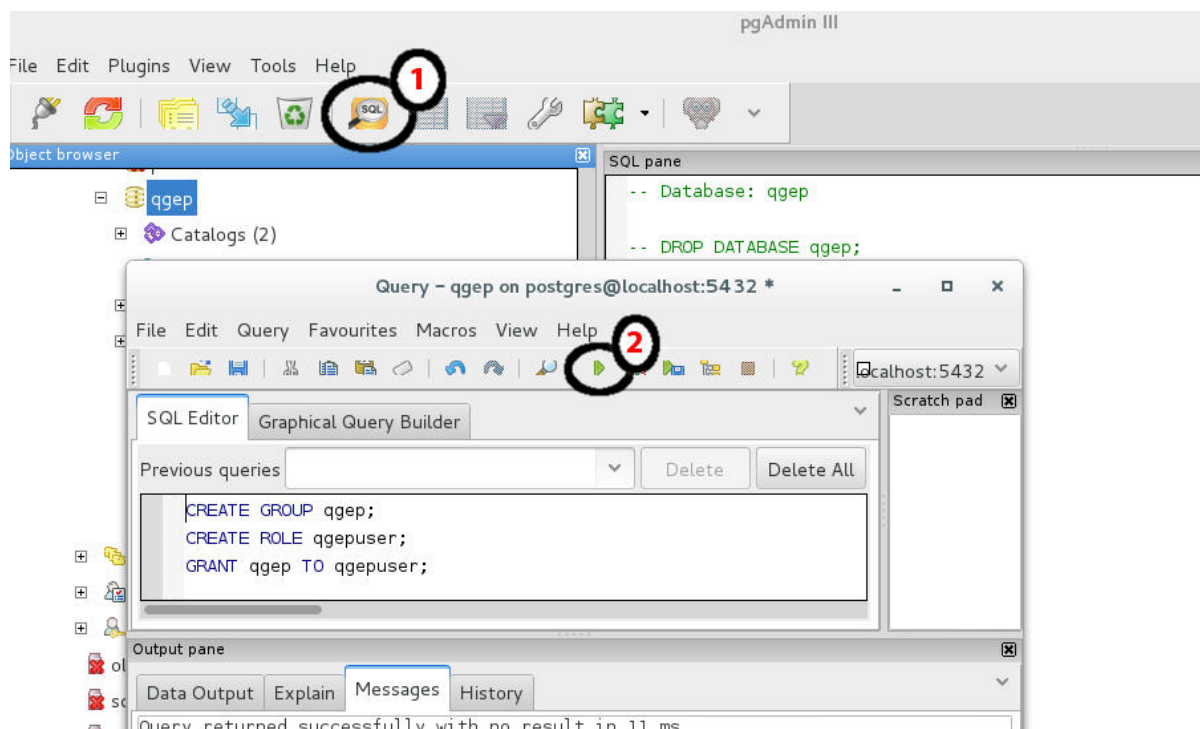 pgAdmin III
File Edit Plugins View Tools Help
1
SQL
Object browser
SQL pane
qgep
-- Database: qgep
Catalogs (2)
-- DROP DATABASE qgep;
Query - qgep on postgres@localhost:5432 *
File Edit Query Favourites Macros View Help
2
localhost:5432
SQL Editor
Graphical Query Builder
Scratch pad
Previous queries
Delete
Delete All
CREATE GROUP qgep;
CREATE ROLE qgepuser;
GRANT qgep TO qgepuser;
Output pane
Data Output
Explain
Messages
History
Query returned successfully with no result in 11 ms